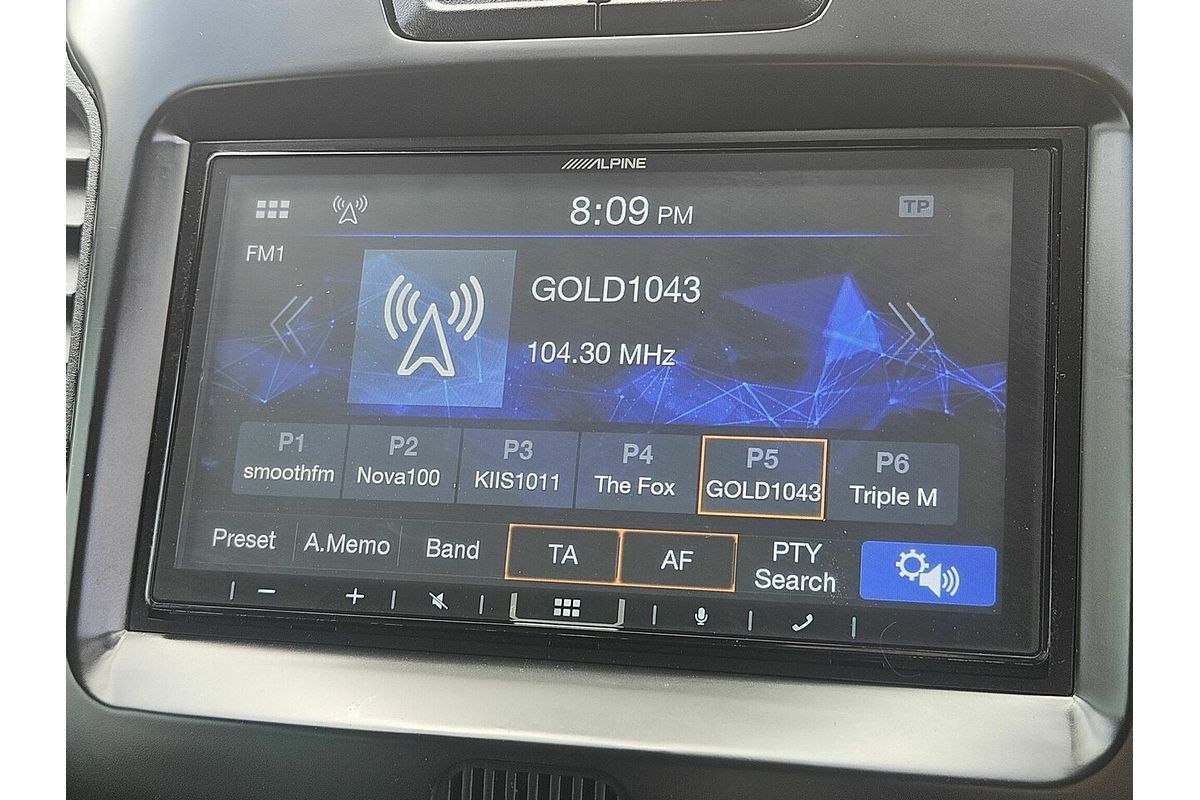 ALPINE
8:09 PM
TP
FM1
GOLD1043
104.30 MHz
P1 P2 P3 P4 P5 P6
smoothfm Nova100 KIIS1011 The Fox GOLD1043 Triple M
Preset A.Memo Band TA AF PTY
Search